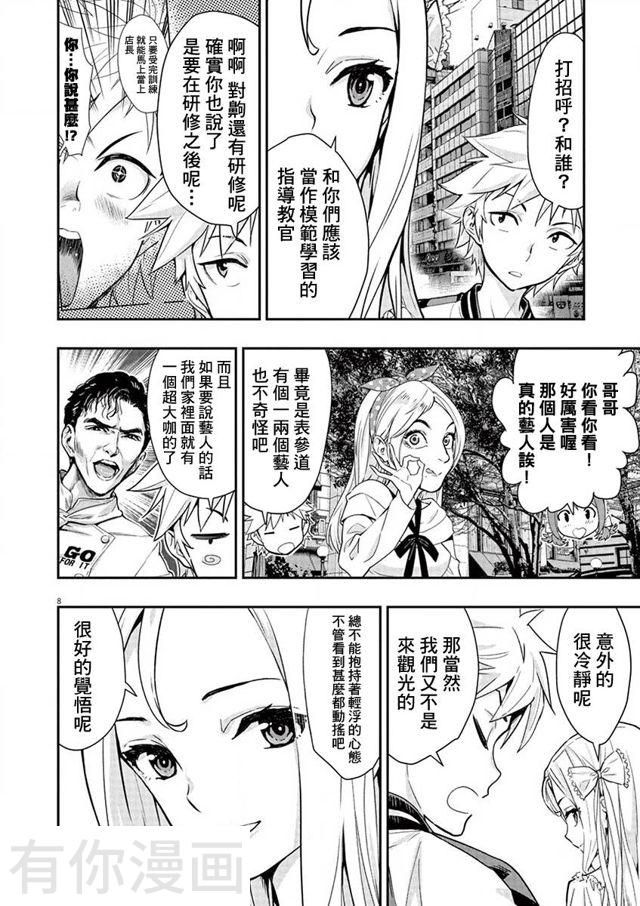 打招呼？和誰？
和你們應該
當作模範學習的
指導教官
啊啊 對齁還有研修呢
確實你也說了
是要在研修之後呢…
只要受完訓練
就能馬上當上
店長
你…你說甚麼！？
哥哥
你看你看！
好厲害喔
那個人是
真的藝人誒！
畢竟是表參道
有個一兩個藝人
也不奇怪吧
而且
如果要說藝人的話
我們家裡面就有
一個超大咖的了
GO
FOR IT
意外的
很冷靜呢
那當然
我們又不是
來觀光的
總不能抱持著輕浮的心態
不管看到甚麼都動搖吧
很好的覺悟呢
8
有你漫画